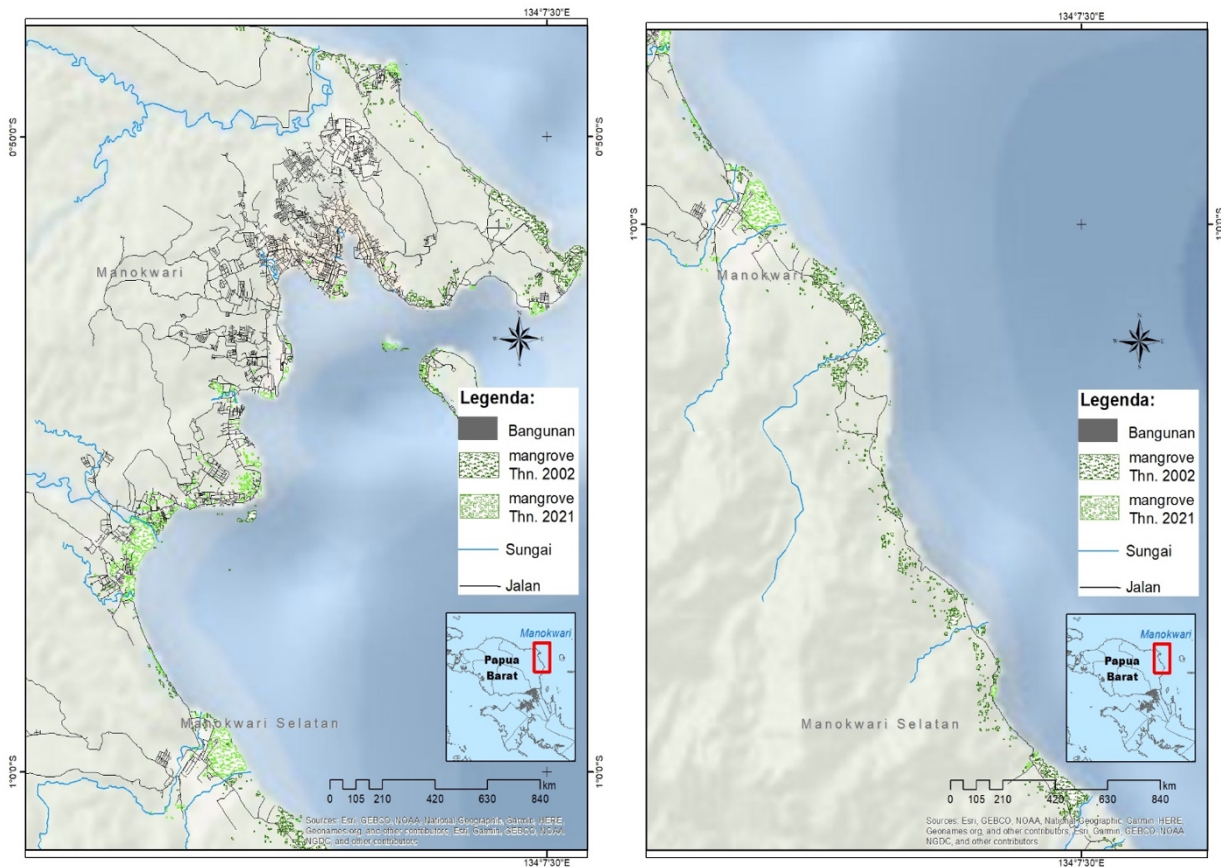 134°7'30"E
0°50'0"S
0°50'0"S
Manokwari
Legenda:
Bangunan
mangrove
Thn. 2002
mangrove
Thn. 2021
Sungai
Jalan
Manokwari
Papua
Barat
Manokwari Selatan
1°0'0"S
1°0'0"S
km
0 105 210 420 630 840
Sources: Esri, GEBCO, NOAA, National Geographic, Garmin, HERE,
Geonames.org, and other contributors, Esri, Garmin, GEBCO, NOAA,
NGDC, and other contributors
134°7'30"E
N
W E
S
134°7'30"E
1°0'0"S
1°0'0"S
Manokwari
Legenda:
Bangunan
mangrove
Thn. 2002
mangrove
Thn. 2021
Sungai
Jalan
Manokwari
Papua
Barat
Manokwari Selatan
km
0 105 210 420 630 840
Sources: Esri, GEBCO, NOAA, National Geographic, Garmin, HERE,
Geonames.org, and other contributors, Esri, Garmin, GEBCO, NOAA
NGDC, and other contributors
134°7'30"E
N
W E
S